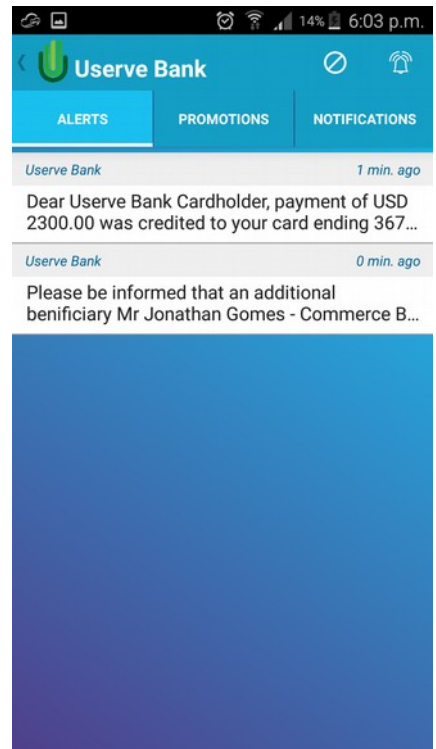 14% 6:03 p.m.
Userve Bank
ALERTS PROMOTIONS NOTIFICATIONS
Userve Bank 1 min. ago
Dear Userve Bank Cardholder, payment of USD
2300.00 was credited to your card ending 367...
Userve Bank 0 min. ago
Please be informed that an additional
benificiary Mr Jonathan Gomes - Commerce B...